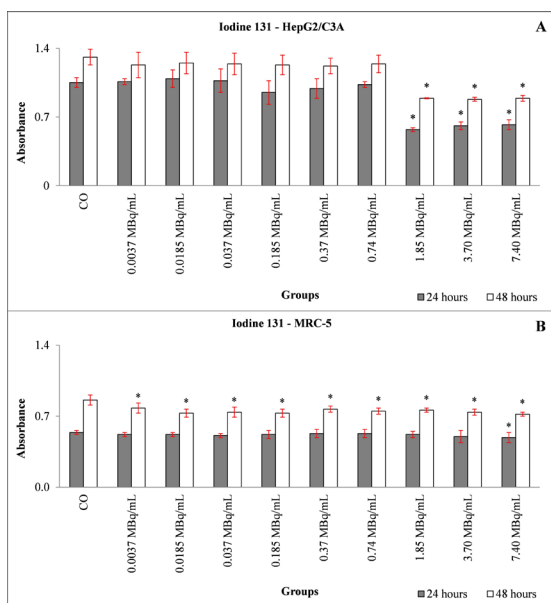 Iodine 131 - HepG2/C3A
A
1.4
0.7
0
Absorbance
* * * * * *
CO
0.0037 MBq/mL
0.0185 MBq/mL
0.037 MBq/mL
0.185 MBq/mL
0.37 MBq/mL
0.74 MBq/mL
1.85 MBq/mL
3.70 MBq/mL
7.40 MBq/mL
Groups
24 hours 48 hours
Iodine 131 - MRC-5
B
1.4
0.7
0.0
Absorbance
* * * * * * * * * *
CO
0.0037 MBq/mL
0.0185 MBq/mL
0.037 MBq/mL
0.185 MBq/mL
0.37 MBq/mL
0.74 MBq/mL
1.85 MBq/mL
3.70 MBq/mL
7.40 MBq/mL
Groups
24 hours 48 hours